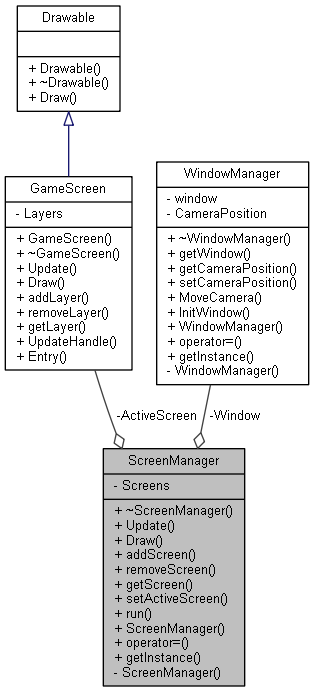 Drawable
+ Drawable()
+ ~Drawable()
+ Draw()
GameScreen
- Layers
+ GameScreen()
+ ~GameScreen()
+ Update()
+ Draw()
+ addLayer()
+ removeLayer()
+ getLayer()
+ UpdateHandle()
+ Entry()
WindowManager
- window
- CameraPosition
+ ~WindowManager()
+ getWindow()
+ getCameraPosition()
+ setCameraPosition()
+ MoveCamera()
+ InitWindow()
+ WindowManager()
+ operator=()
+ getInstance()
- WindowManager()
-ActiveScreen
-Window
ScreenManager
- Screens
+ ~ScreenManager()
+ Update()
+ Draw()
+ addScreen()
+ removeScreen()
+ getScreen()
+ setActiveScreen()
+ run()
+ ScreenManager()
+ operator=()
+ getInstance()
- ScreenManager()